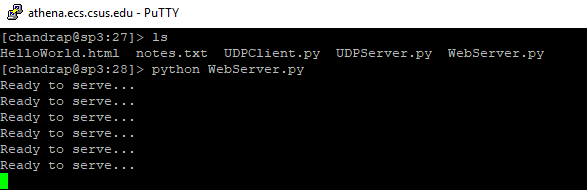 athena.ecs.csus.edu - PuTTY
[chandrap@sp3:27]> ls
HelloWorld.html notes.txt UDPClient.py UDPServer.py WebServer.py
[chandrap@sp3:28]> python WebServer.py
Ready to serve...
Ready to serve...
Ready to serve...
Ready to serve...
Ready to serve...
Ready to serve...